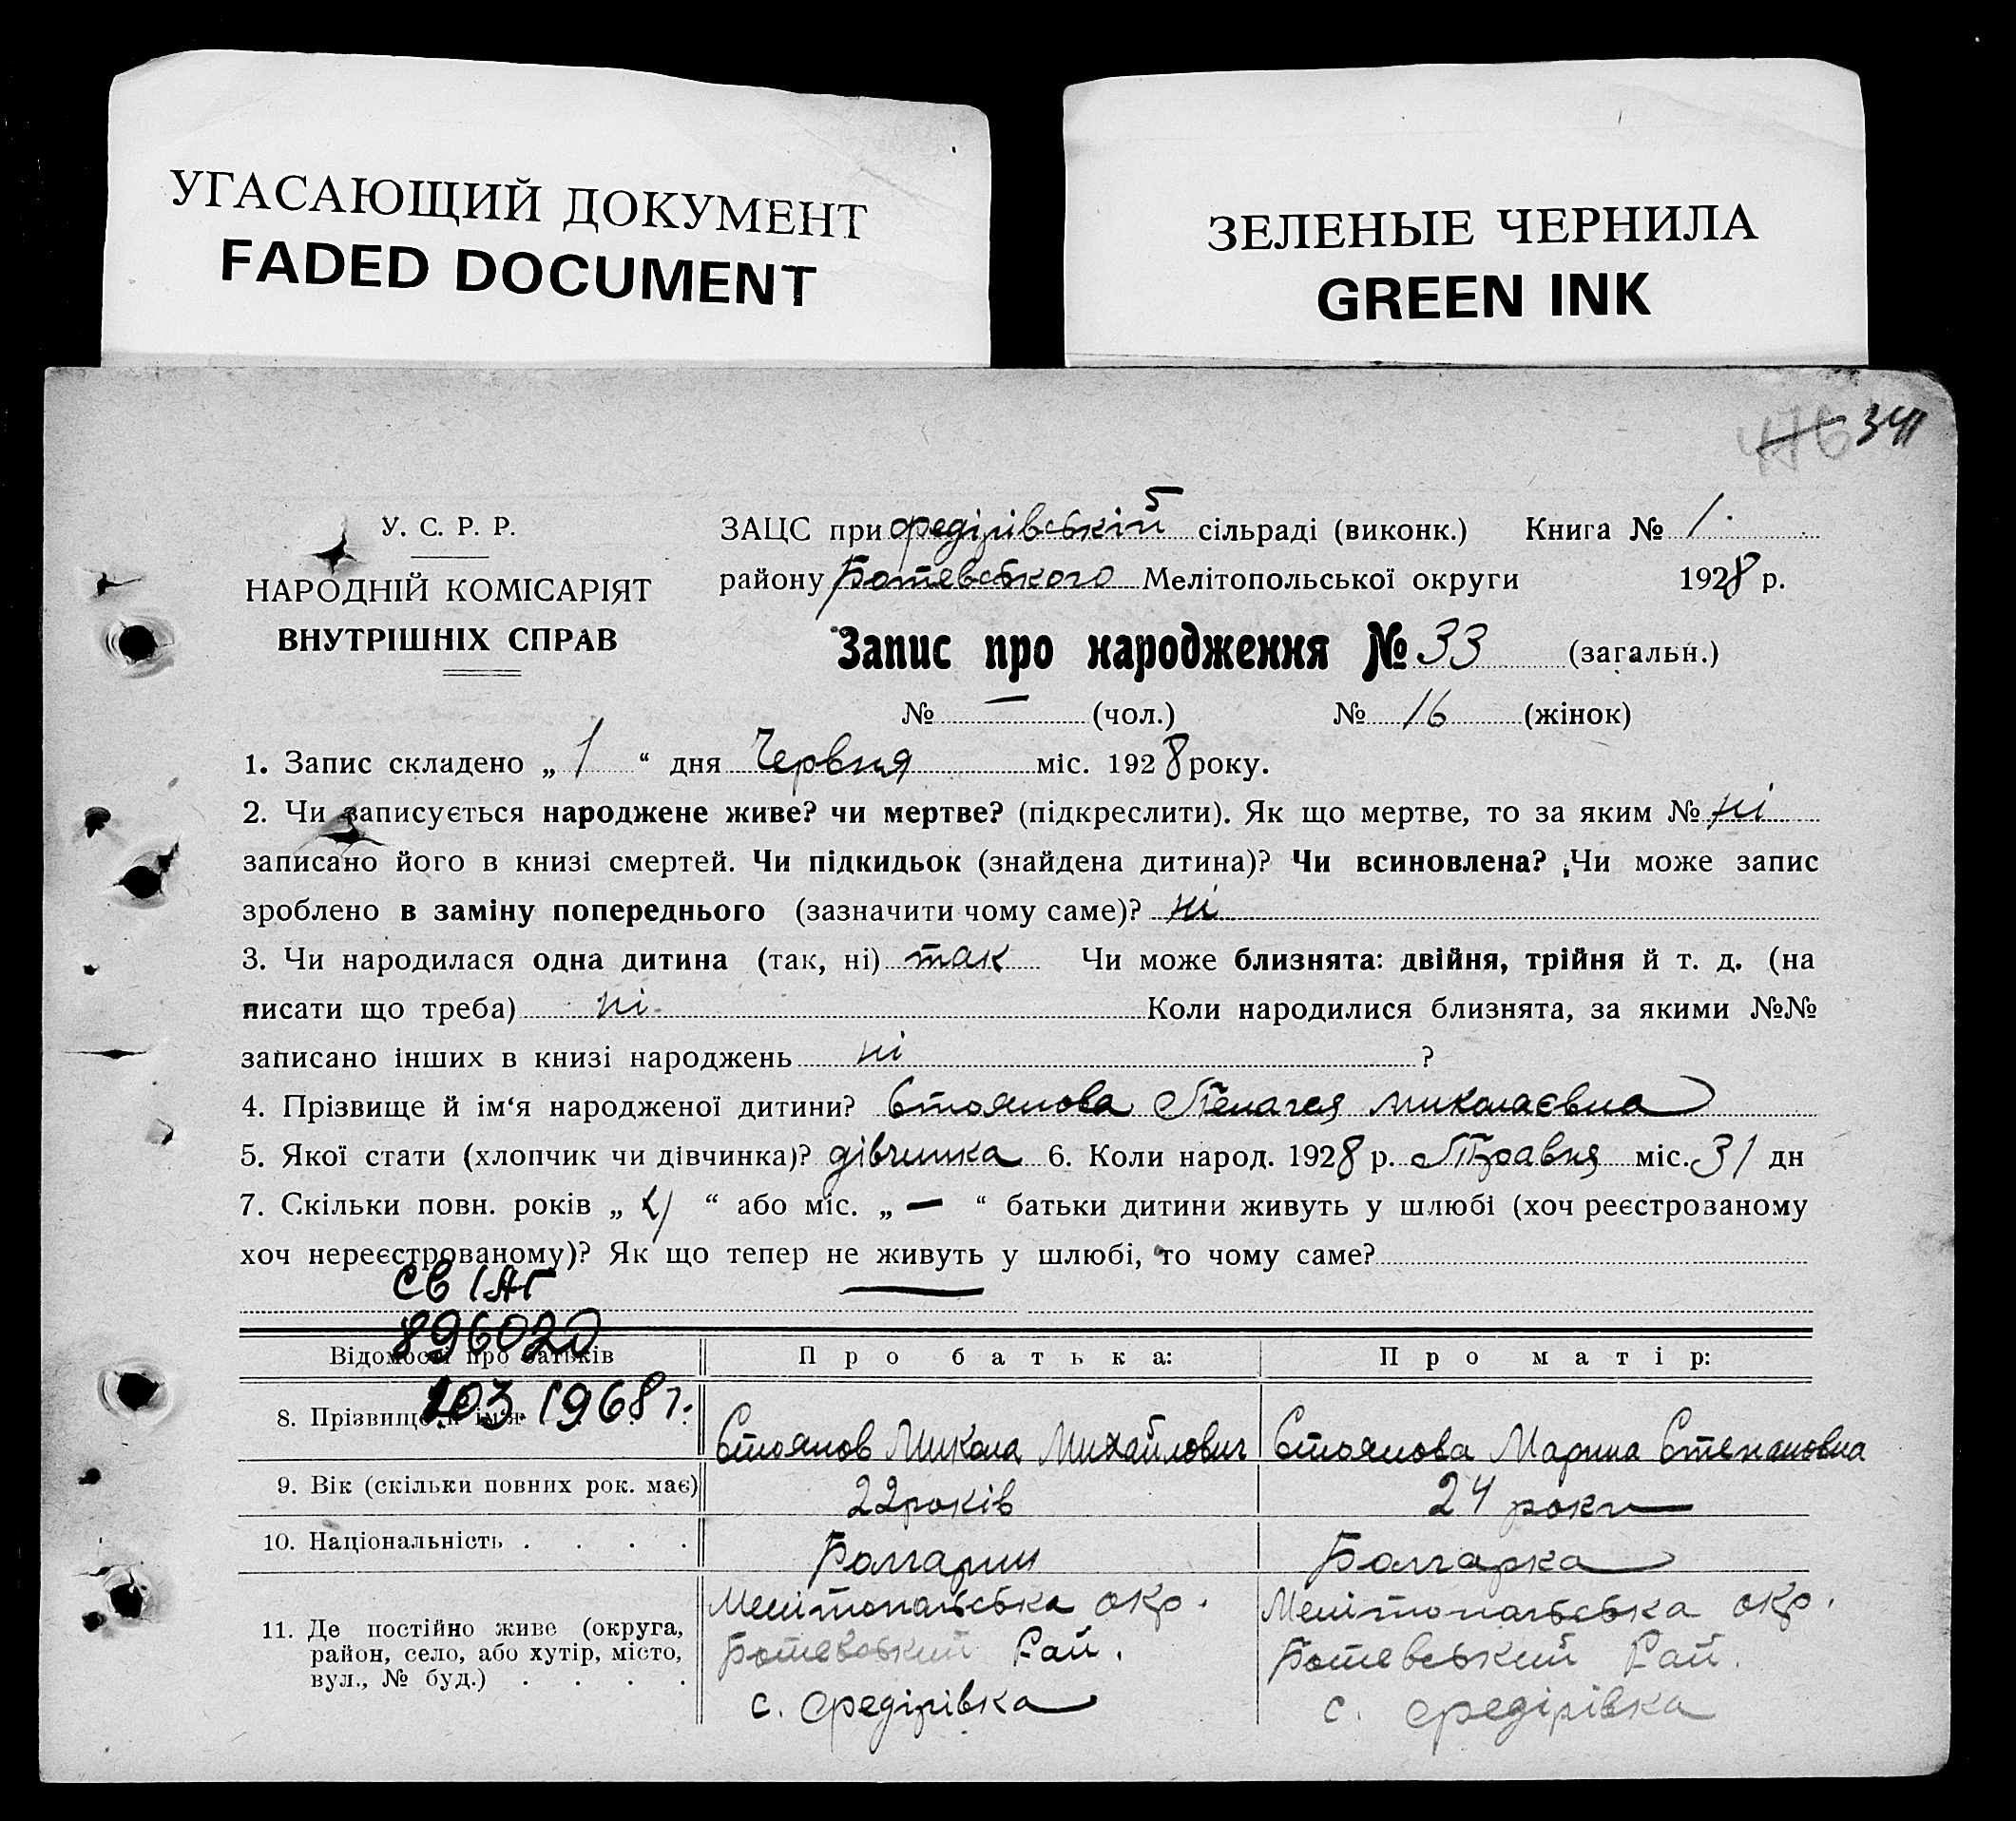 УГАСАЮЩИЙ ДОКУМЕНТ
FADED DOCUMENT
ЗЕЛЕНЫЕ ЧЕРНИЛА
GREEN INK
416 341
У. С. Р. Р.
НАРОДНІЙ КОМІСАРІЯТ
ВНУТРІШНІХ СПРАВ
ЗАЦС при Федірівській сільраді (виконк.) Книга № 1.
району Ботевського Мелітопольської округи 1928 р.
Запис про народження № 33 (загальн.)
№ — (чол.) № 16 (жінок)
1. Запис складено „ 1 “ дня Червня міс. 1928 року.
2. Чи записується народжене живе? чи мертве? (підкреслити). Як що мертве, то за яким № ні
записано його в книзі смертей. Чи підкидьок (знайдена дитина)? Чи всиновлена? Чи може запис
зроблено в заміну попереднього (зазначити чому саме)? ні
3. Чи народилася одна дитина (так, ні) так Чи може близнята: двійня, трійня й т. д. (на
писати що треба) ні Коли народилися близнята, за якими №№
записано інших в книзі народжень ні ?
4. Прізвище й ім‘я народженої дитини? Стоянова Пелагея Миколаєвна
5. Якої стати (хлопчик чи дівчинка)? дівчинка 6. Коли народ. 1928 р. Травня міс. 31 дн
7. Скільки повн. років „ 4 “ або міс. „ — “ батьки дитини живуть у шлюбі (хоч реєстрованому
хоч нереєстрованому)? Як що тепер не живуть у шлюбі, то чому саме? —
св IАГ
896020
Відомості про батьків Про батька: Про матір:
1968 г.
8. Прізвище й ім‘я Стоянов Микола Михайлович Стоянова Марина Степановна
9. Вік (скільки повних рок. має) 22 років 24 роки
10. Національність . . . . Болгарин Болгарка
11. Де постійно живе (округа, район, село, або хутір, місто, вул., № буд.) . . . .
Мелітопольська окр. Ботевський Рай. с. Федірівка
Мелітопольська окр. Ботевський Рай. с. Федірівка